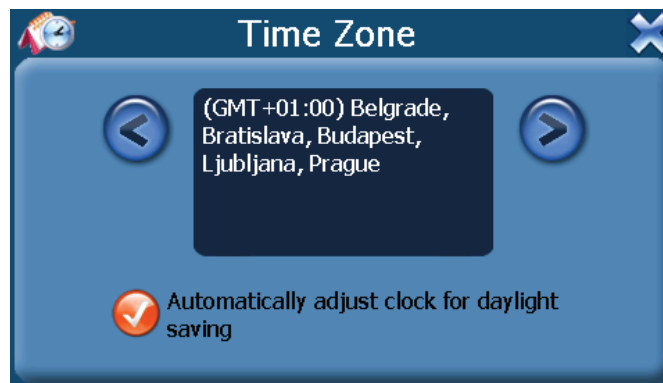 Time Zone
(GMT+01:00) Belgrade,
Bratislava, Budapest,
Ljubljana, Prague
Automatically adjust clock for daylight
saving